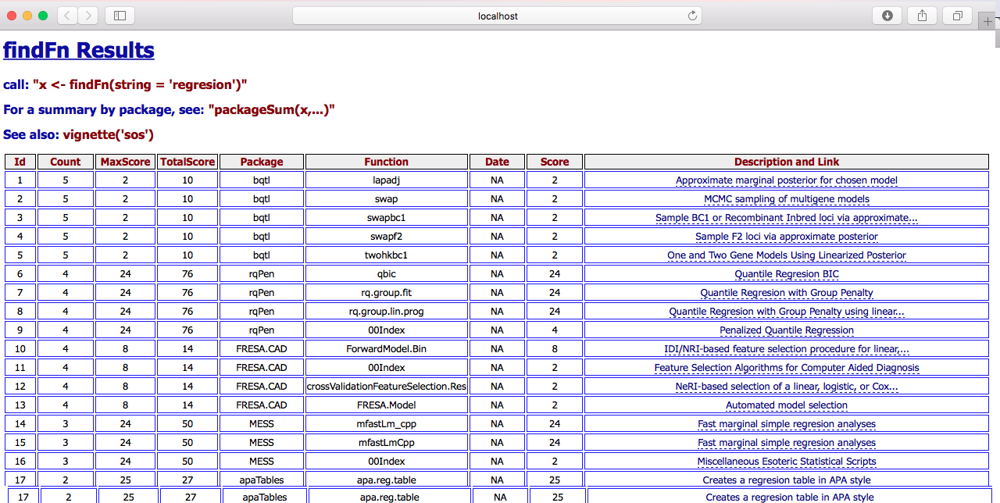 localhost
findFn Results
call: "x <- findFn(string = 'regresion')"
For a summary by package, see: "packageSum(x,...)"
See also: vignette('sos')
Id Count MaxScore TotalScore Package Function Date Score Description and Link
1 5 2 10 bqtl lapadj NA 2 Approximate marginal posterior for chosen model
2 5 2 10 bqtl swap NA 2 MCMC sampling of multigene models
3 5 2 10 bqtl swapbc1 NA 2 Sample BC1 or Recombinant Inbred loci via approximate...
4 5 2 10 bqtl swapf2 NA 2 Sample F2 loci via approximate posterior
5 5 2 10 bqtl twohkbc1 NA 2 One and Two Gene Models Using Linearized Posterior
6 4 24 76 rqPen qbic NA 24 Quantile Regresion BIC
7 4 24 76 rqPen rq.group.fit NA 24 Quantile Regresion with Group Penalty
8 4 24 76 rqPen rq.group.lin.prog NA 24 Quantile Regresion with Group Penalty using linear...
9 4 24 76 rqPen 00Index NA 4 Penalized Quantile Regression
10 4 8 14 FRESA.CAD ForwardModel.Bin NA 8 IDI/NRI-based feature selection procedure for linear,...
11 4 8 14 FRESA.CAD 00Index NA 2 Feature Selection Algorithms for Computer Aided Diagnosis
12 4 8 14 FRESA.CAD crossValidationFeatureSelection.Res NA 2 NeRI-based selection of a linear, logistic, or Cox...
13 4 8 14 FRESA.CAD FRESA.Model NA 2 Automated model selection
14 3 24 50 MESS mfastLm_cpp NA 24 Fast marginal simple regresion analyses
15 3 24 50 MESS mfastLmCpp NA 24 Fast marginal simple regresion analyses
16 3 24 50 MESS 00Index NA 2 Miscellaneous Esoteric Statistical Scripts
17 2 25 27 apaTables apa.reg.table NA 25 Creates a regresion table in APA style
17 2 25 27 apaTables apa.reg.table NA 25 Creates a regresion table in APA style